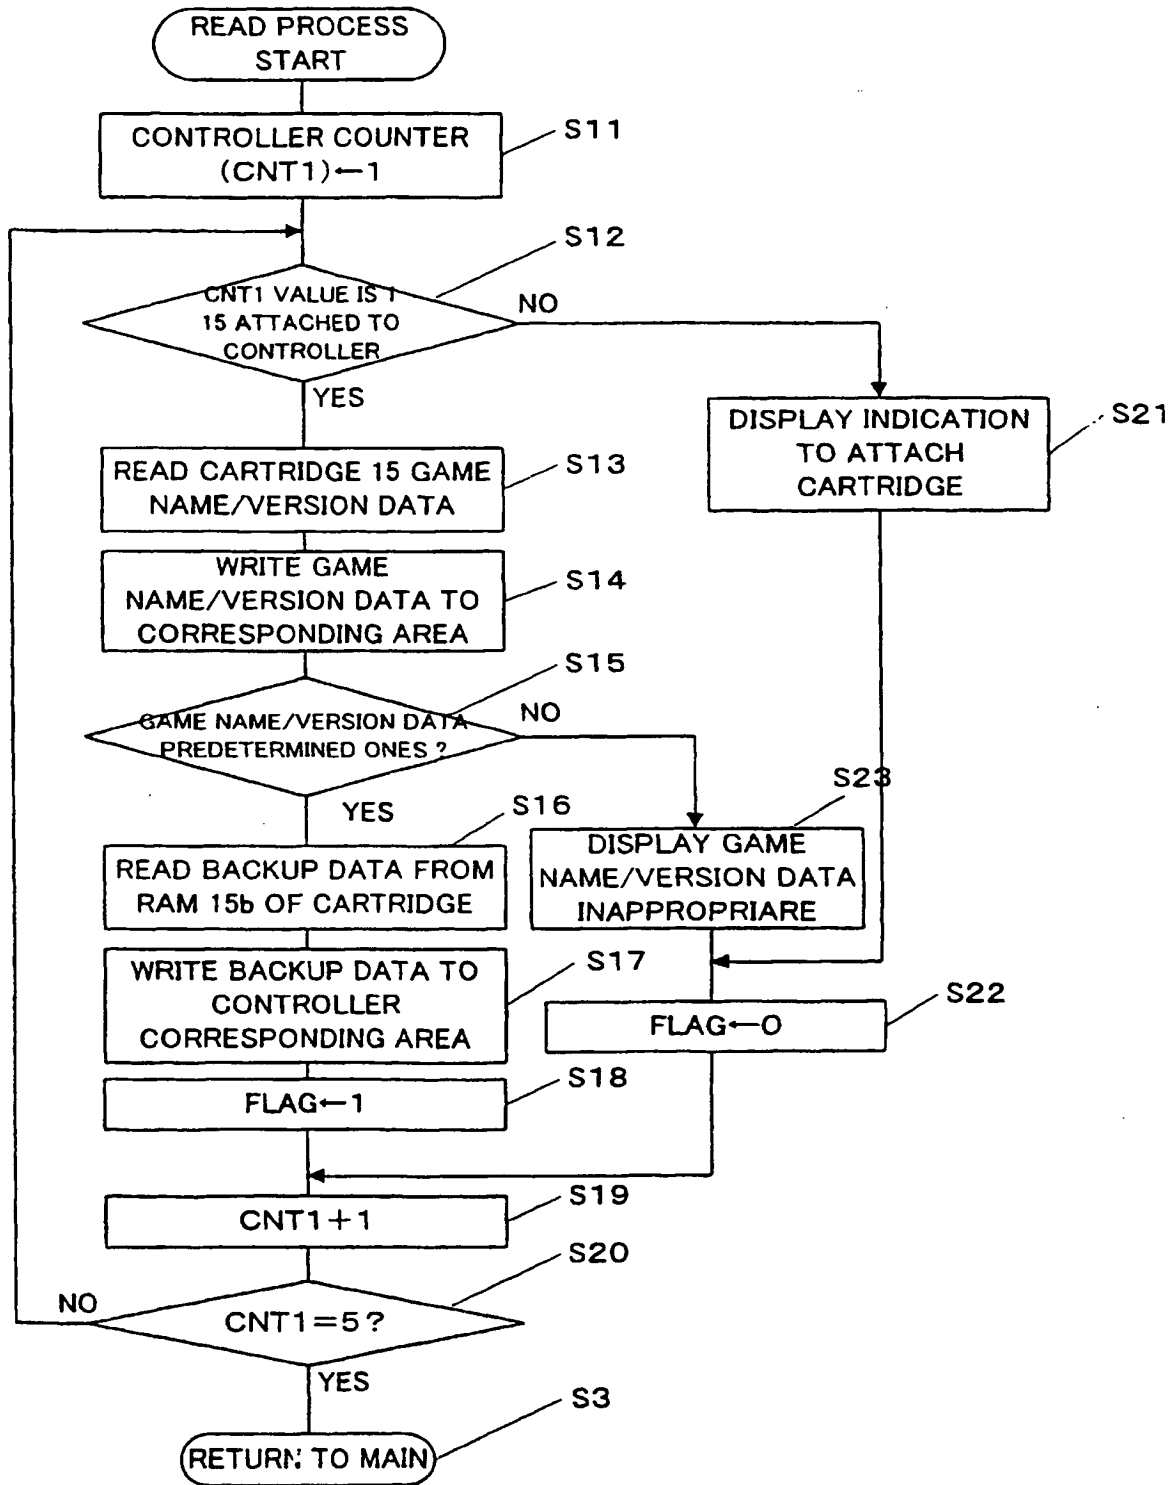 READ PROCESS
START
CONTROLLER COUNTER
(CNT1)←1
S11
S12
CNT1 VALUE IS 1
15 ATTACHED TO
CONTROLLER
NO
YES
READ CARTRIDGE 15 GAME
NAME/VERSION DATA
S13
DISPLAY INDICATION
TO ATTACH
CARTRIDGE
S21
WRITE GAME
NAME/VERSION DATA TO
CORRESPONDING AREA
S14
S15
GAME NAME/VERSION DATA
PREDETERMINED ONES ?
NO
YES
S16
READ BACKUP DATA FROM
RAM 15b OF CARTRIDGE
S23
DISPLAY GAME
NAME/VERSION DATA
INAPPROPRIARE
WRITE BACKUP DATA TO
CONTROLLER
CORRESPONDING AREA
S17
FLAG←0
S22
FLAG←1
S18
CNT1+1
S19
S20
CNT1=5?
NO
YES
S3
RETURN TO MAIN